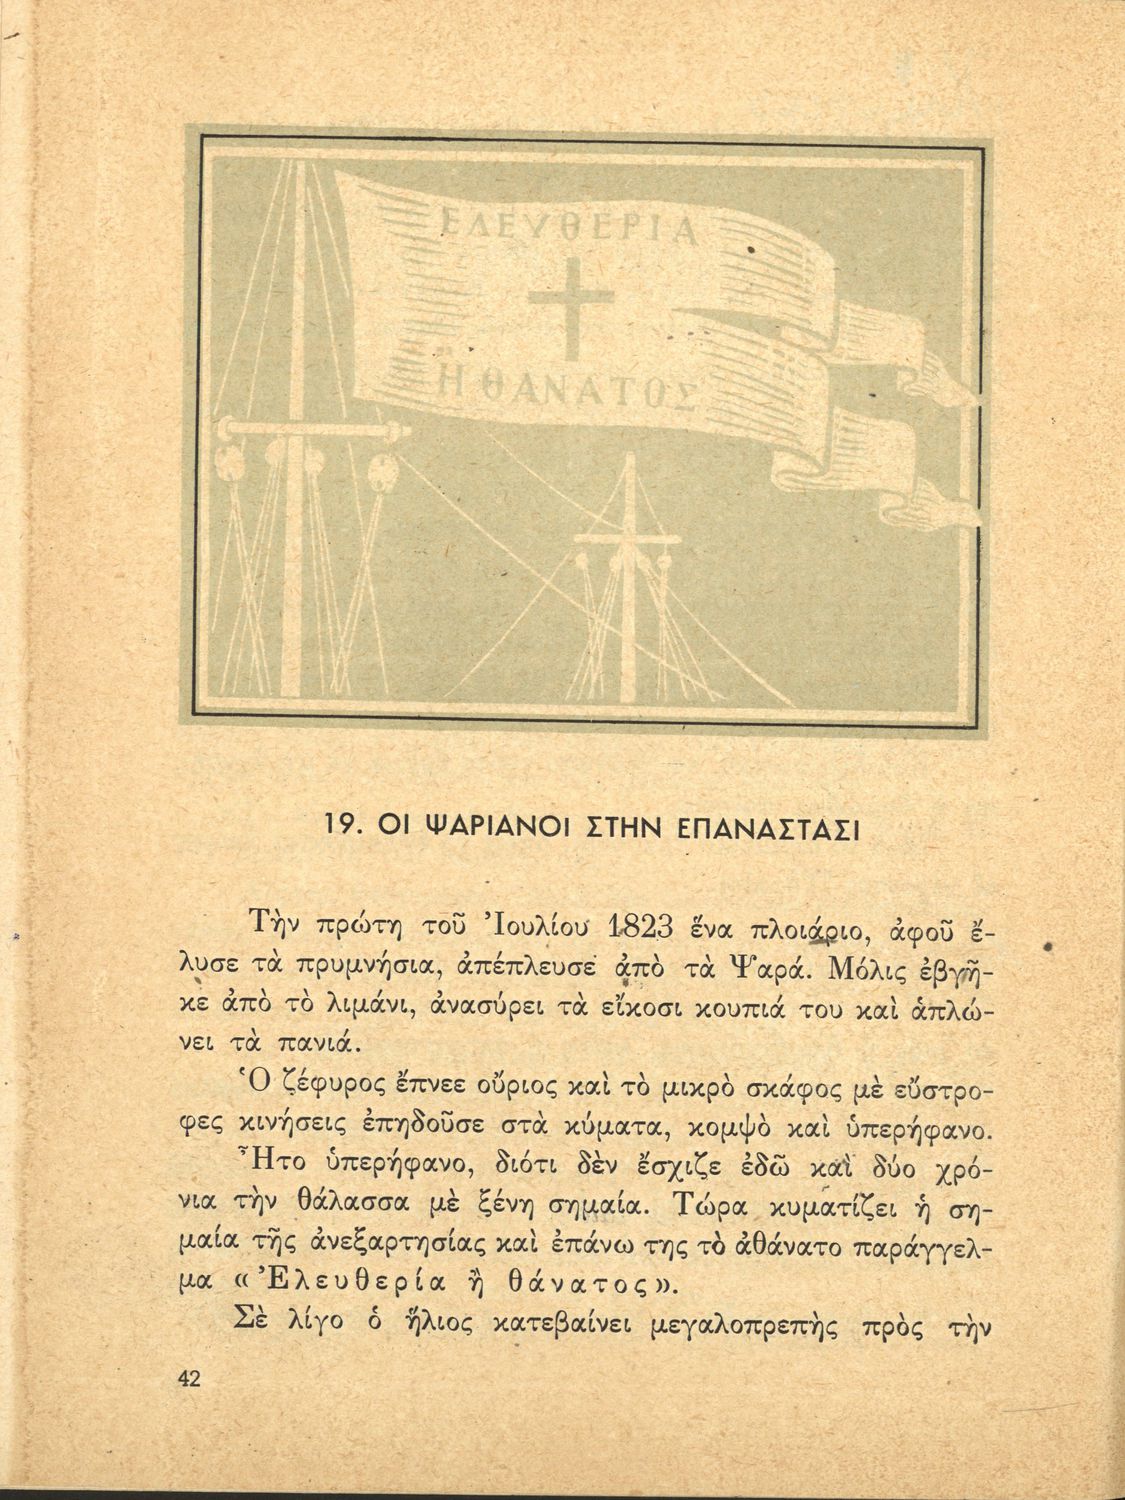 ΕΛΕΥΘΕΡΙΑ
Ἤ ΘΑΝΑΤΟΣ
19. ΟΙ ΨΑΡΙΑΝΟΙ ΣΤΗΝ ΕΠΑΝΑΣΤΑΣΙ
Τὴν πρώτη τοῦ Ἰουλίου 1823 ἕνα πλοιάριο, ἀφοῦ ἔ-
λυσε τὰ πρυμνήσια, ἀπέπλευσε ἀπὸ τὰ Ψαρά. Μόλις ἐβγῆ-
κε ἀπὸ τὸ λιμάνι, ἀνασύρει τὰ εἴκοσι κουπιά του καὶ ἁπλώ-
νει τὰ πανιά.
Ὁ ζέφυρος ἔπνεε οὔριος καὶ τὸ μικρὸ σκάφος μὲ εὔστρο-
φες κινήσεις ἐπηδοῦσε στὰ κύματα, κομψὸ καὶ ὑπερήφανο.
Ἦτο ὑπερήφανο, διότι δὲν ἔσχιζε ἐδῶ καὶ δύο χρό-
νια τὴν θάλασσα μὲ ξένη σημαία. Τώρα κυματίζει ἡ ση-
μαία τῆς ἀνεξαρτησίας καὶ ἐπάνω της τὸ ἀθάνατο παράγγελ-
μα «Ἐλευθερία ἢ θάνατος».
Σὲ λίγο ὁ ἥλιος κατεβαίνει μεγαλοπρεπὴς πρὸς τὴν
42